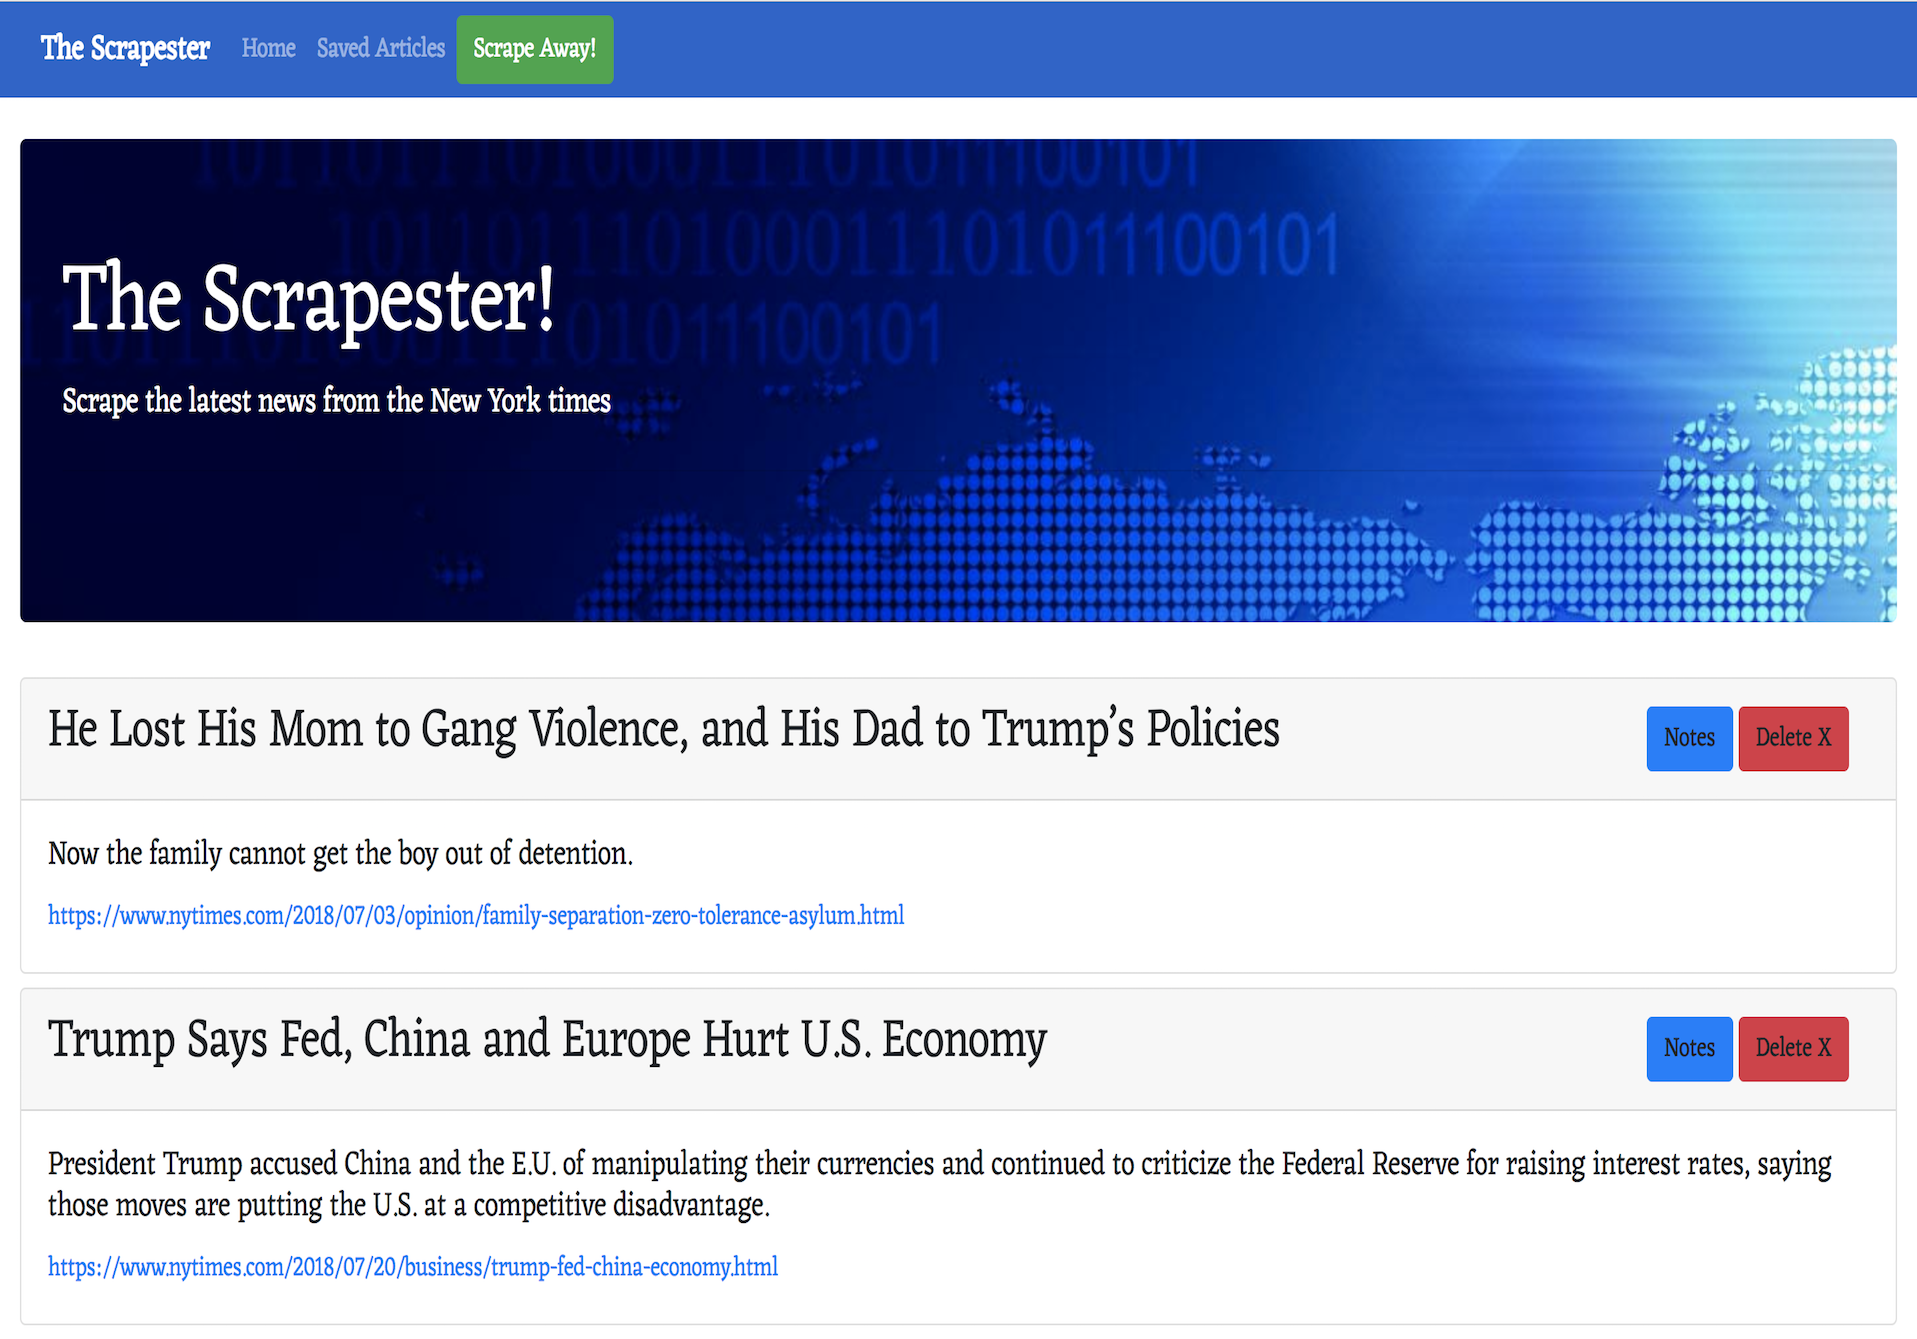 The Scrapester Home Saved Articles Scrape Away!
101101110100011101011100101
101101110100011101011100101
The Scrapester!
101101110100011101011100101
Scrape the latest news from the New York times
He Lost His Mom to Gang Violence, and His Dad to Trump’s Policies Notes Delete X
Now the family cannot get the boy out of detention.
https://www.nytimes.com/2018/07/03/opinion/family-separation-zero-tolerance-asylum.html
Trump Says Fed, China and Europe Hurt U.S. Economy Notes Delete X
President Trump accused China and the E.U. of manipulating their currencies and continued to criticize the Federal Reserve for raising interest rates, saying
those moves are putting the U.S. at a competitive disadvantage.
https://www.nytimes.com/2018/07/20/business/trump-fed-china-economy.html